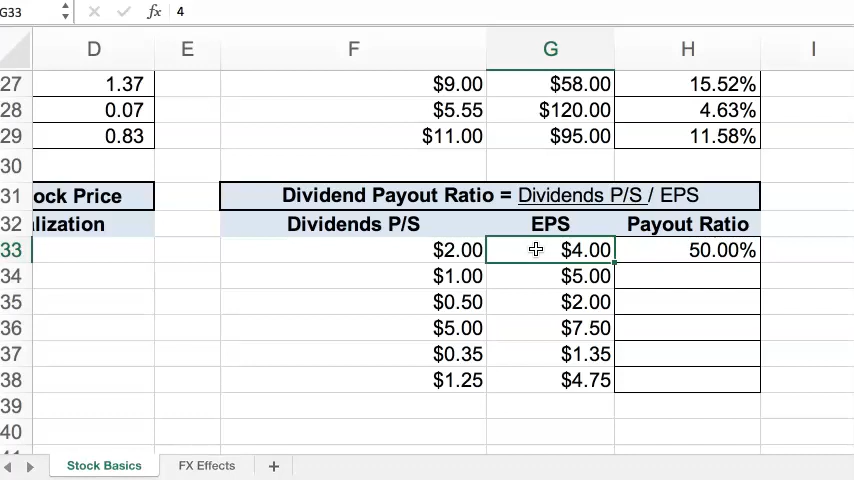 G33 fx 4
D E F G H I
27 1.37 $9.00 $58.00 15.52%
28 0.07 $5.55 $120.00 4.63%
29 0.83 $11.00 $95.00 11.58%
30
31 ock Price Dividend Payout Ratio = Dividends P/S / EPS
32 lization Dividends P/S EPS Payout Ratio
33 $2.00 $4.00 50.00%
34 $1.00 $5.00
35 $0.50 $2.00
36 $5.00 $7.50
37 $0.35 $1.35
38 $1.25 $4.75
39
40
Stock Basics FX Effects +